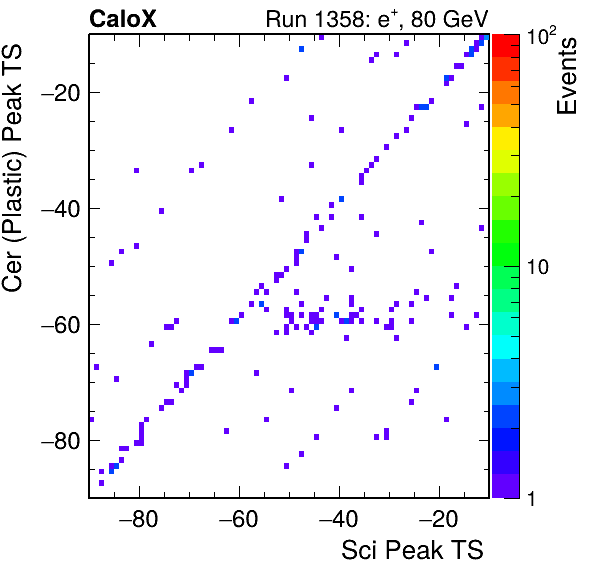 CaloX
Run 1358: e+, 80 GeV
Cer (Plastic) Peak TS
−20
−40
−60
−80
−80
−60
−40
−20
Sci Peak TS
10²
10
1
Events